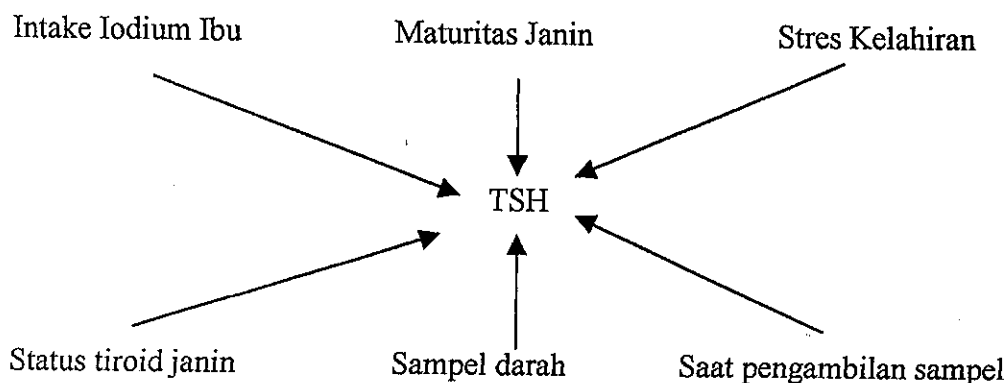 Intake Iodium Ibu
Maturitas Janin
Stres Kelahiran
TSH
Status tiroid janin
Sampel darah
Saat pengambilan sampel